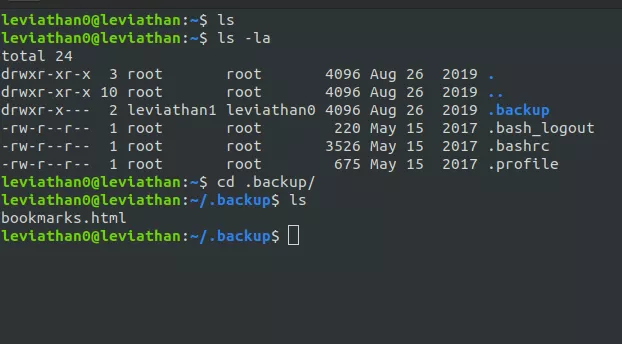 leviathan0@leviathan:~$ ls
leviathan0@leviathan:~$ ls -la
total 24
drwxr-xr-x  3 root       root       4096 Aug 26  2019 .
drwxr-xr-x 10 root       root       4096 Aug 26  2019 ..
drwxr-x---  2 leviathan1 leviathan0 4096 Aug 26  2019 .backup
-rw-r--r--  1 root       root        220 May 15  2017 .bash_logout
-rw-r--r--  1 root       root       3526 May 15  2017 .bashrc
-rw-r--r--  1 root       root        675 May 15  2017 .profile
leviathan0@leviathan:~$ cd .backup/
leviathan0@leviathan:~/.backup$ ls
bookmarks.html
leviathan0@leviathan:~/.backup$